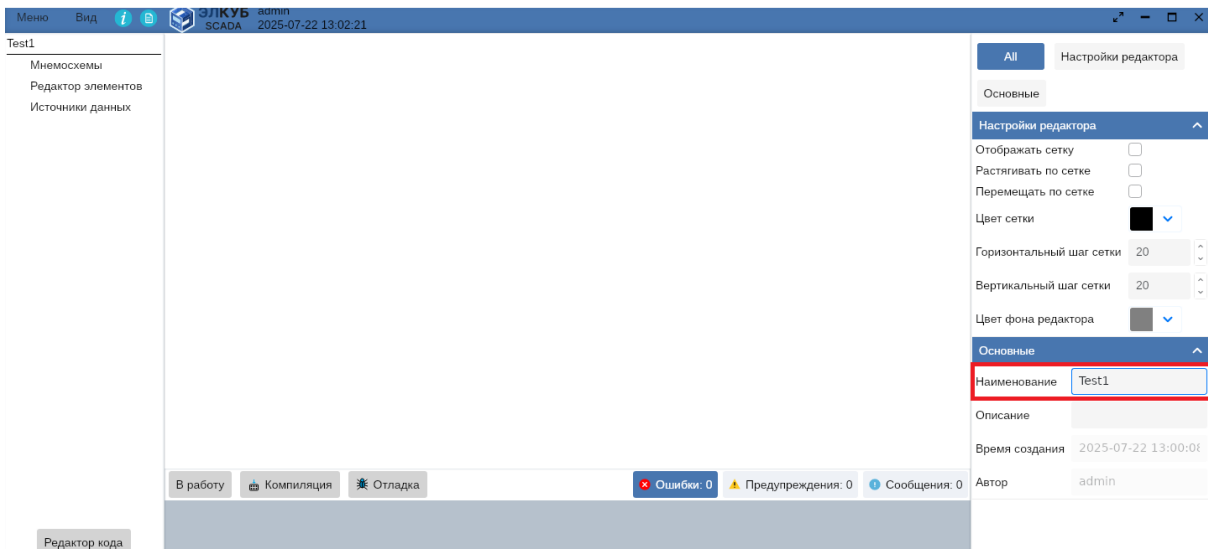 Меню Вид ЭЛКУБ admin
SCADA 2025-07-22 13:02:21
Test1
Мнемосхемы
Редактор элементов
Источники данных
All Настройки редактора
Основные
Настройки редактора
Отображать сетку
Растягивать по сетке
Перемещать по сетке
Цвет сетки
Горизонтальный шаг сетки 20
Вертикальный шаг сетки 20
Цвет фона редактора
Основные
Наименование Test1
Описание
Время создания 2025-07-22 13:00:08
Автор admin
В работу Компиляция Отладка Ошибки: 0 Предупреждения: 0 Сообщения: 0
Редактор кода